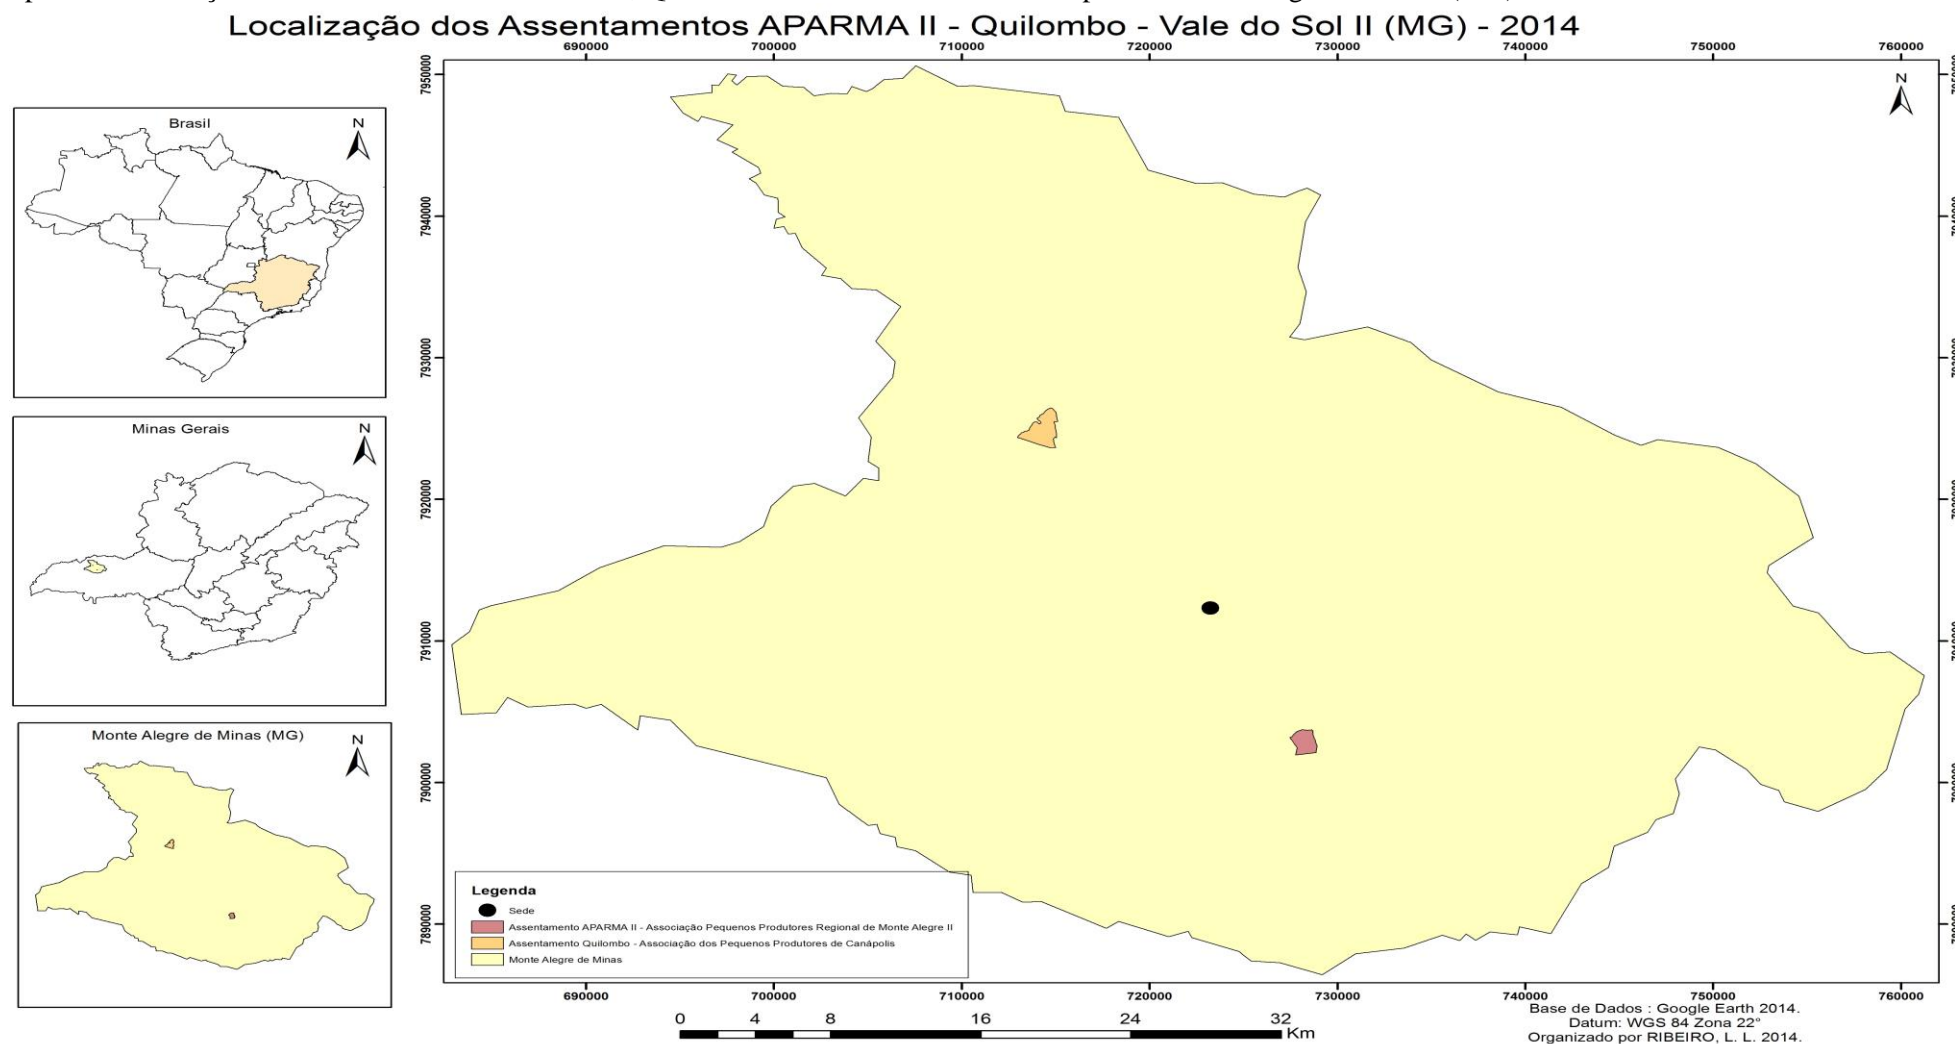 Localização dos Assentamentos APARMA II - Quilombo - Vale do Sol II (MG) - 2014
690000 700000 710000 720000 730000 740000 750000 760000
N
Brasil
N
Minas Gerais
N
Monte Alegre de Minas (MG)
N
7950000
7940000
7930000
7920000
7910000
7900000
7890000
Legenda
Sede
Assentamento APARMA II - Associação Pequenos Produtores Regional de Monte Alegre II
Assentamento Quilombo - Associação dos Pequenos Produtores de Canápolis
Monte Alegre de Minas
690000 700000 710000 720000 730000 740000 750000 760000
0 4 8 16 24 32
Km
Base de Dados : Google Earth 2014.
Datum: WGS 84 Zona 22°
Organizado por RIBEIRO, L. L. 2014.